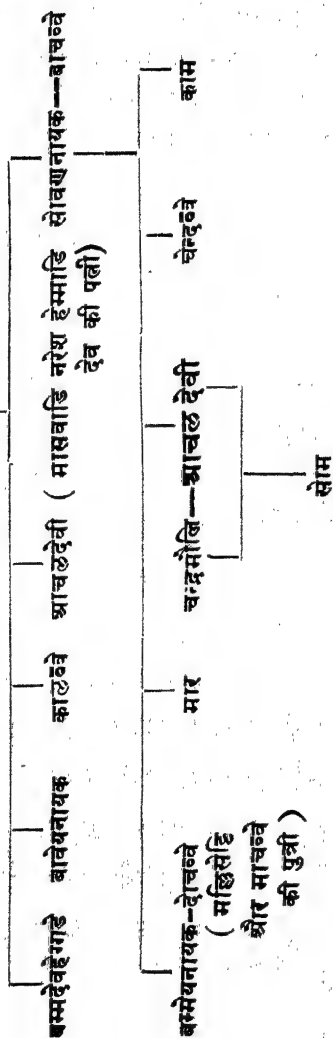 बम्मदेवहेग्गडे बावेयनायक कालव्वे आचलदेवी ( मासवाडि नरेश हेम्माडि सोवणनायक—बाचव्वे
देव की पत्नी)
बम्मेयनायक-दोचव्वे मार चन्द्रमौलि—आचल देवी चेन्दव्वे काम
( मल्लिसेट्टि
और माचव्वे
की पुत्री )
सोम